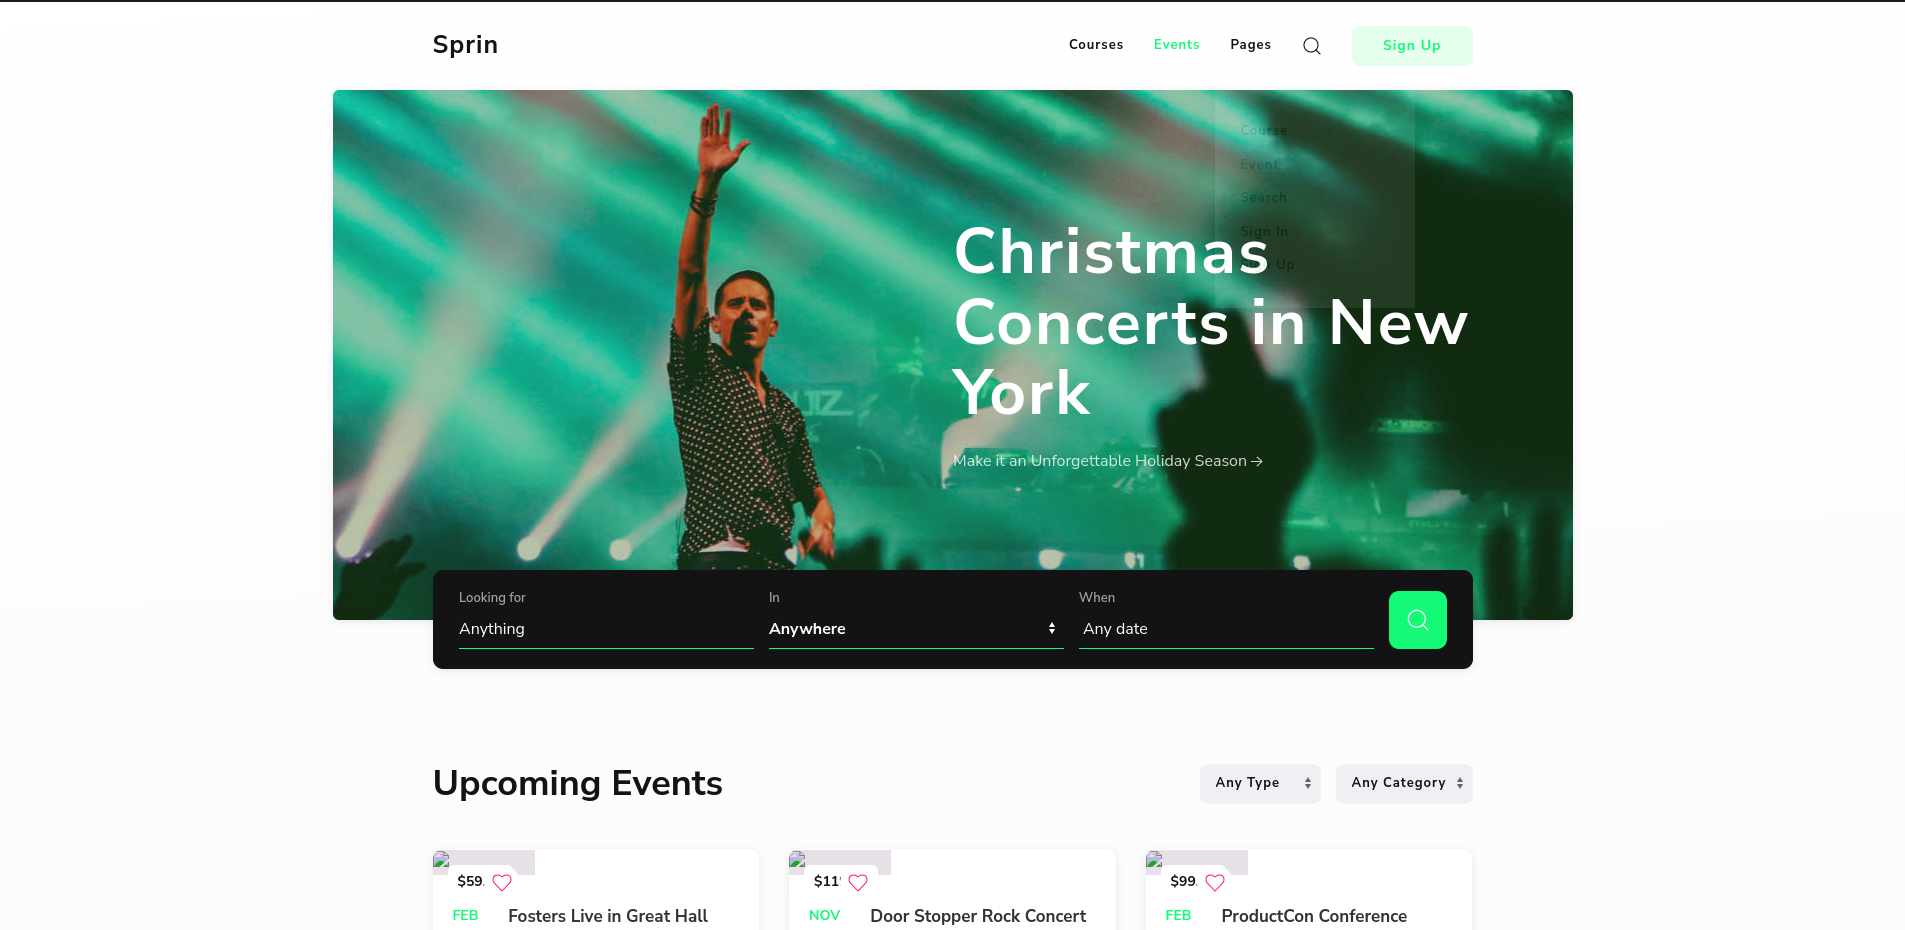 Sprin
Courses Events Pages Sign Up
Course
Event
Search
Sign In
Up
Christmas
Concerts in New
York
Make it an Unforgettable Holiday Season →
Looking for In When
Anything Anywhere Any date
Upcoming Events Any Type Any Category
$59 $11 $99
FEB Fosters Live in Great Hall NOV Door Stopper Rock Concert FEB ProductCon Conference